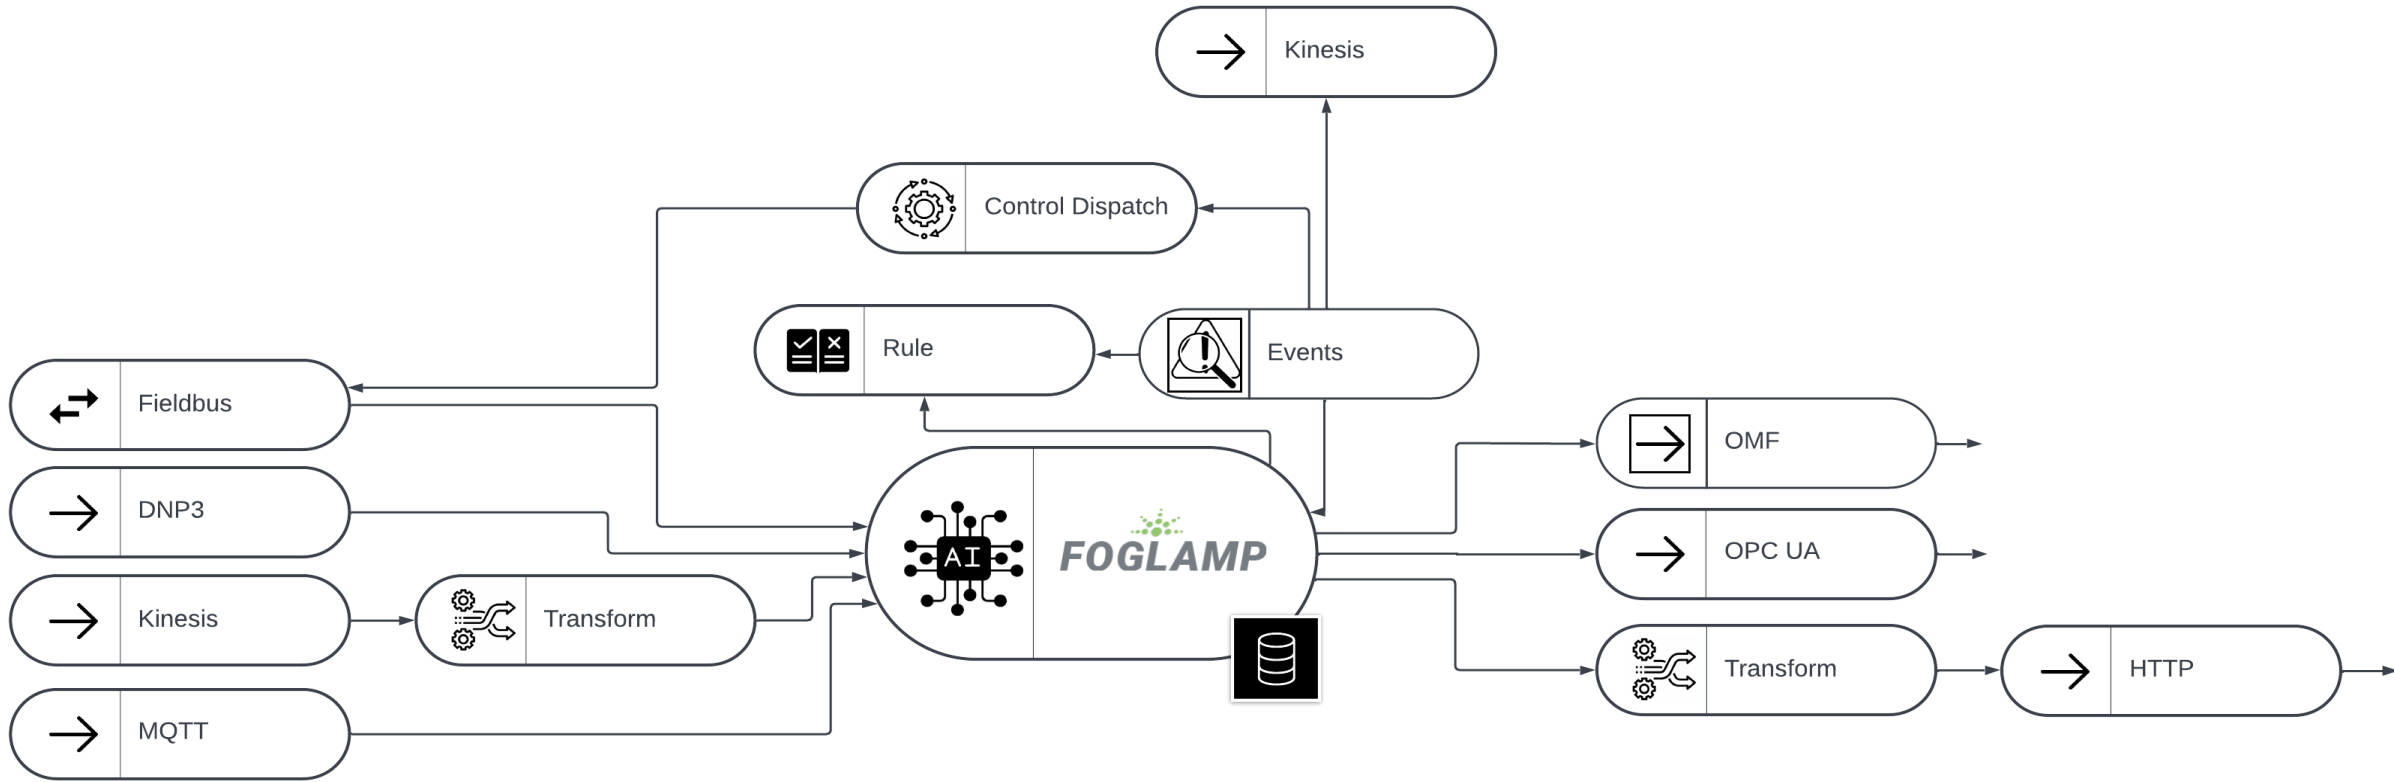 Kinesis
Control Dispatch
Rule
Events
Fieldbus
DNP3
Kinesis
Transform
MQTT
AI
FOGLAMP
OMF
OPC UA
Transform
HTTP